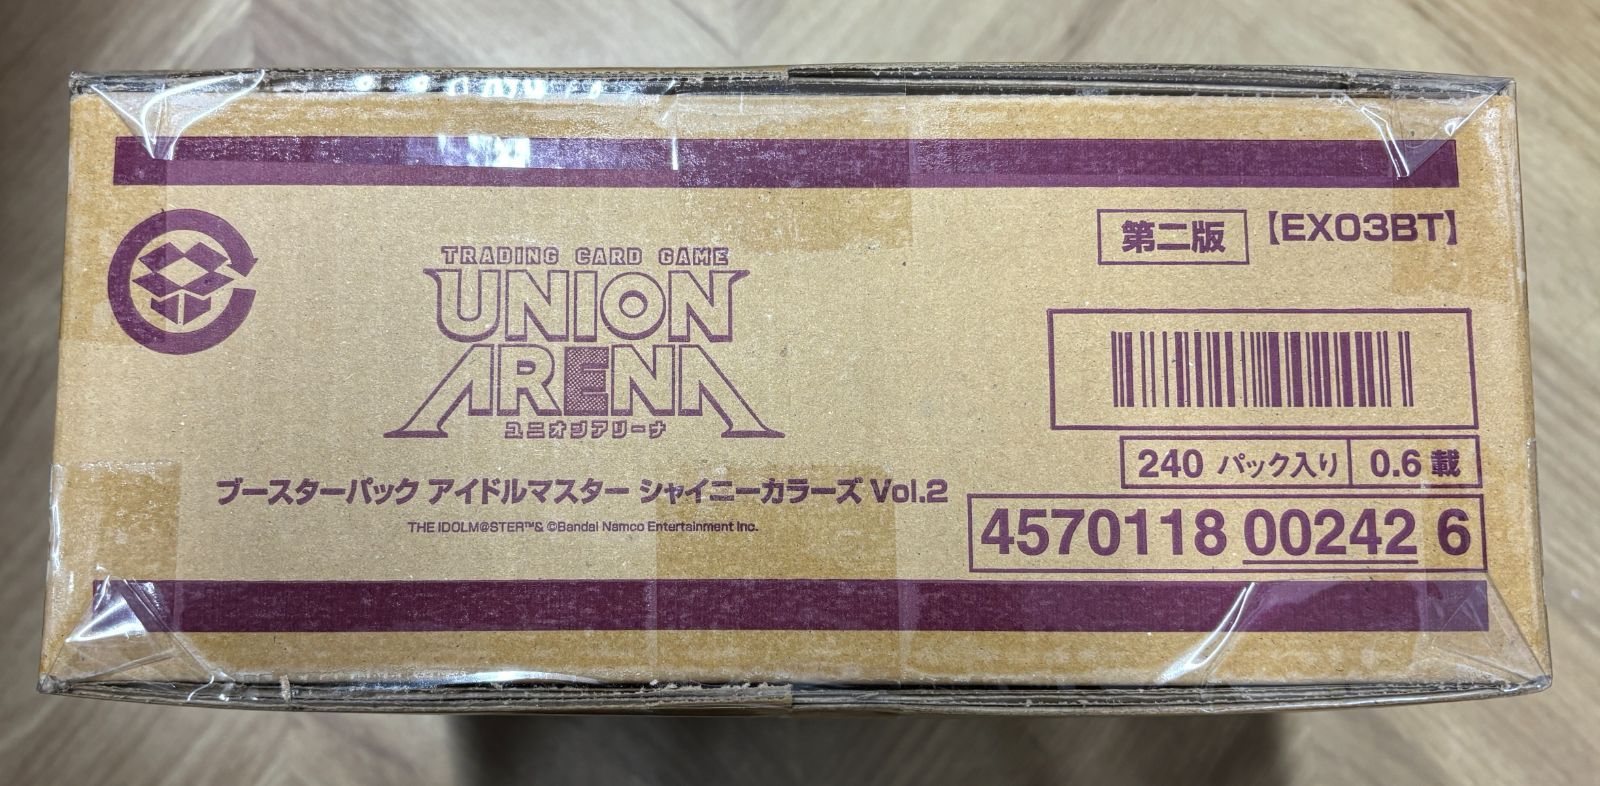 TRADING CARD GAME
UNION
ARENA
ユニオンアリーナ
ブースターパック アイドルマスター シャイニーカラーズ Vol.2
THE IDOLM@STER™& ©Bandai Namco Entertainment Inc.
第二版 【EX03BT】
240 パック入り 0.6 載
4570118 00242 6